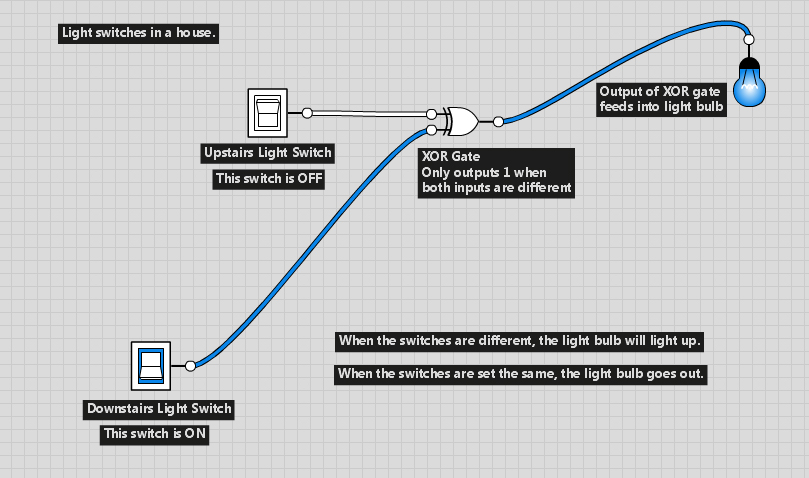 Light switches in a house.
Output of XOR gate
feeds into light bulb
Upstairs Light Switch
This switch is OFF
XOR Gate
Only outputs 1 when
both inputs are different
When the switches are different, the light bulb will light up.
When the switches are set the same, the light bulb goes out.
Downstairs Light Switch
This switch is ON